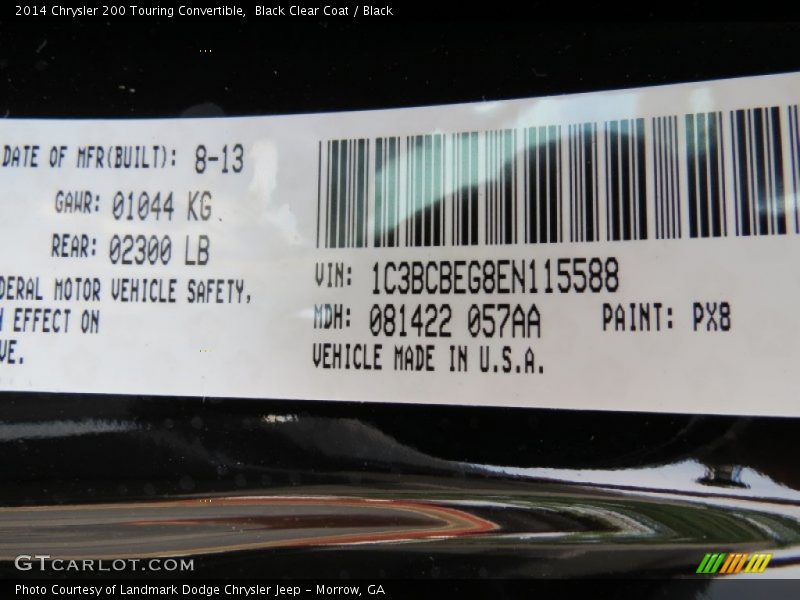 2014 Chrysler 200 Touring Convertible, Black Clear Coat / Black
DATE OF MFR(BUILT): 8-13
GAWR: 01044 KG
REAR: 02300 LB
DERAL MOTOR VEHICLE SAFETY,
EFFECT ON
VE.
VIN: 1C3BCBEG8EN115588
MDH: 081422 057AA PAINT: PX8
VEHICLE MADE IN U.S.A.
GTCARLOT.COM
Photo Courtesy of Landmark Dodge Chrysler Jeep - Morrow, GA